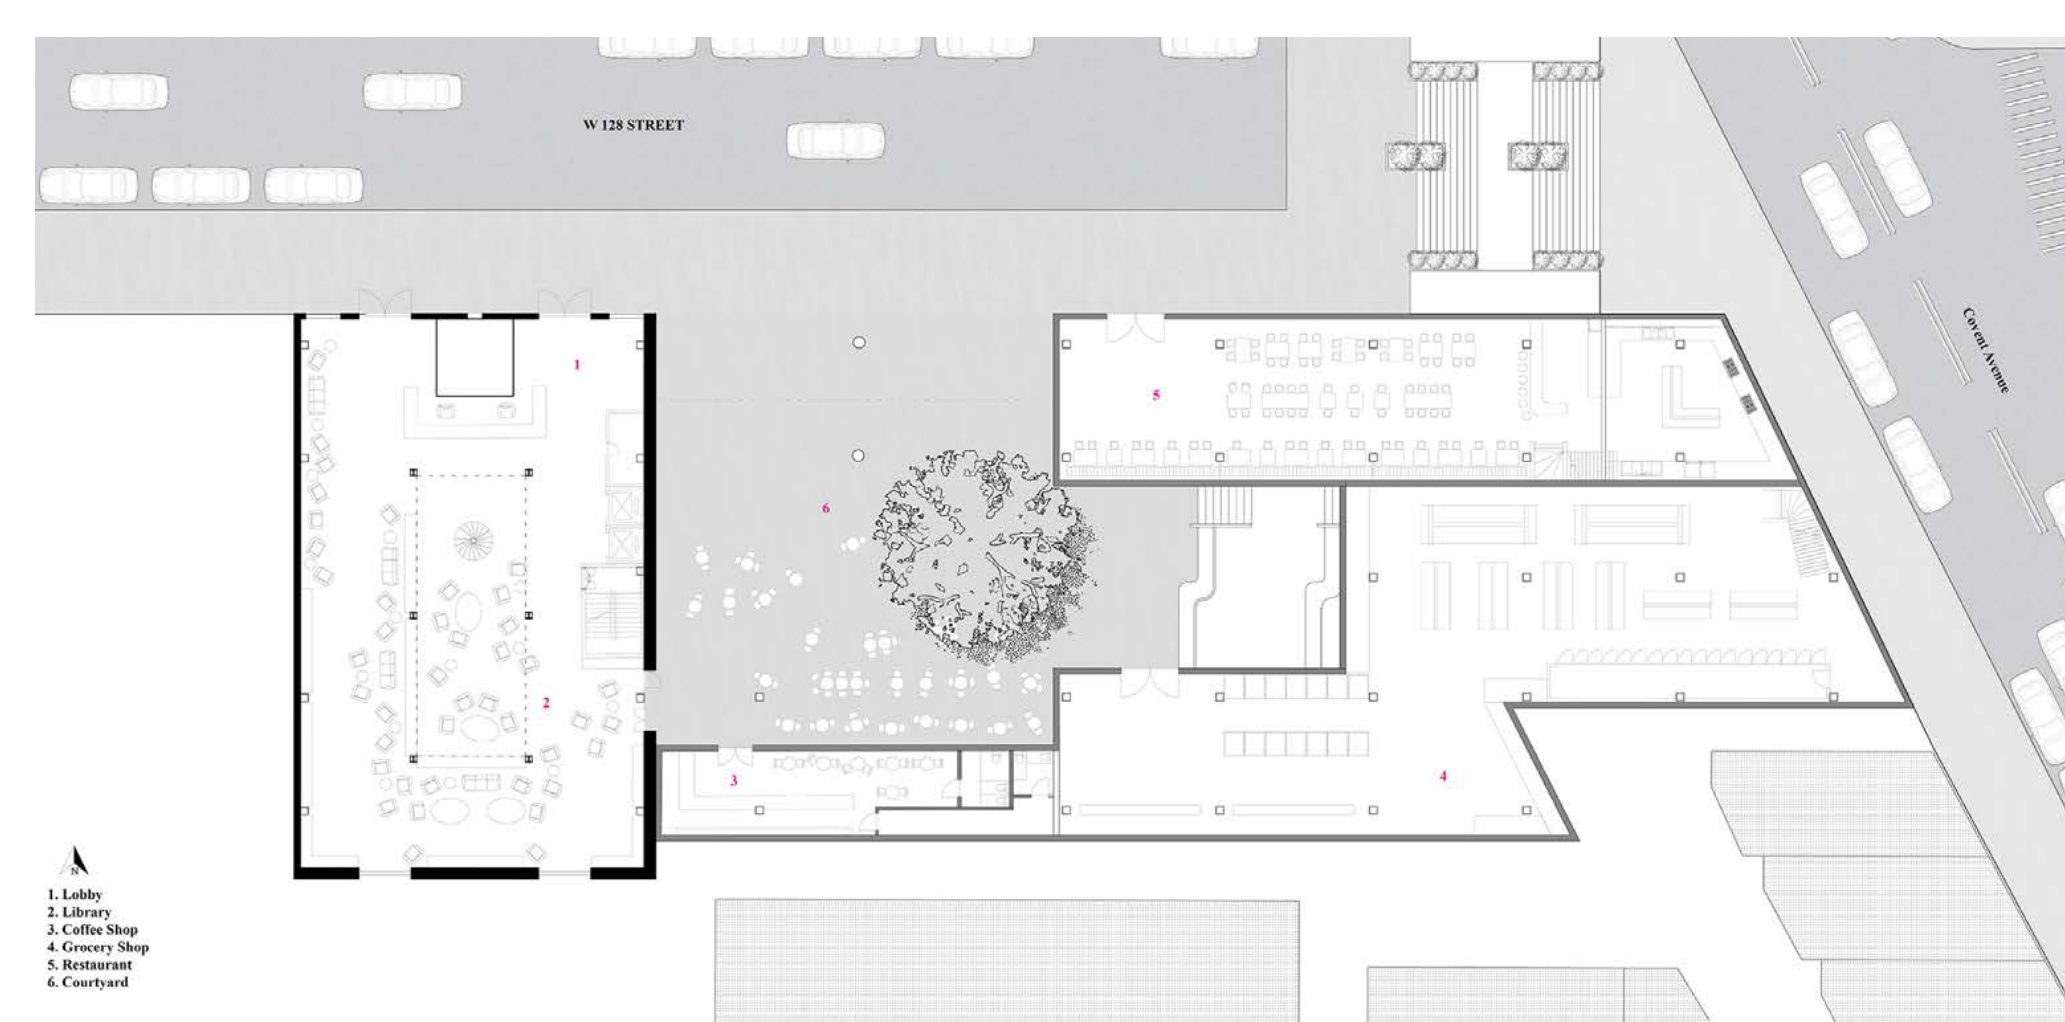 W 128 STREET
Covent Avenue
1
5
6
2
3
4
N
1. Lobby
2. Library
3. Coffee Shop
4. Grocery Shop
5. Restaurant
6. Courtyard